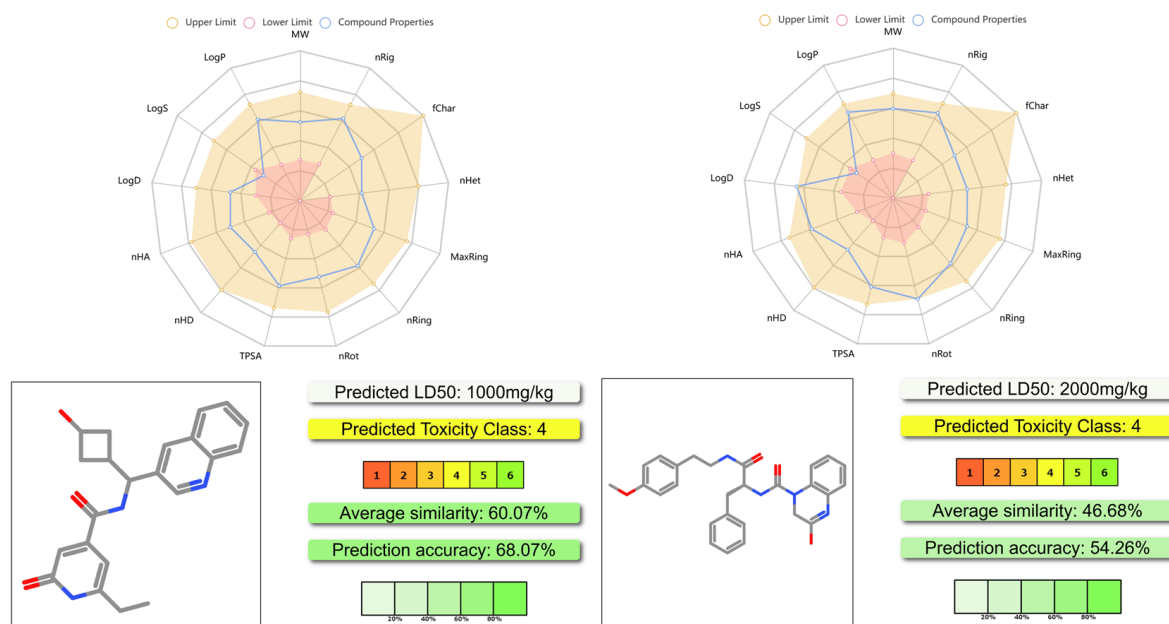 Upper Limit Lower Limit Compound Properties
MW
nRig
fChar
nHet
MaxRing
nRing
nRot
TPSA
nHD
nHA
LogD
LogS
LogP
Upper Limit Lower Limit Compound Properties
MW
nRig
fChar
nHet
MaxRing
nRing
nRot
TPSA
nHD
nHA
LogD
LogS
LogP
Predicted LD50: 1000mg/kg
Predicted Toxicity Class: 4
1 2 3 4 5 6
Average similarity: 60.07%
Prediction accuracy: 68.07%
20% 40% 60% 80%
Predicted LD50: 2000mg/kg
Predicted Toxicity Class: 4
1 2 3 4 5 6
Average similarity: 46.68%
Prediction accuracy: 54.26%
20% 40% 60% 80%